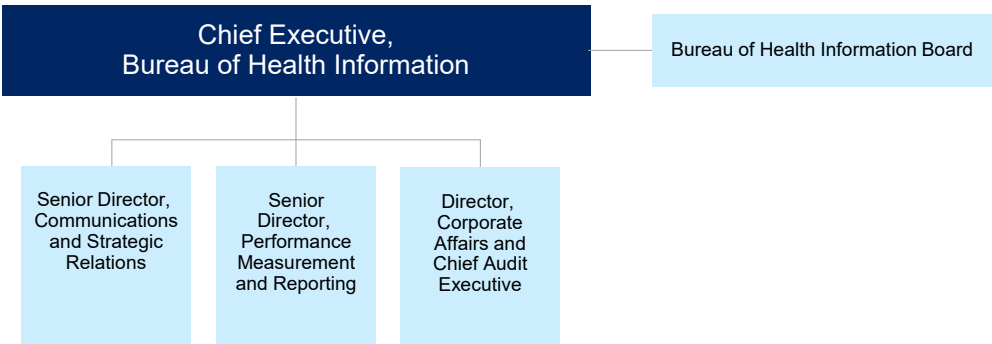 Chief Executive,
Bureau of Health Information
Bureau of Health Information Board
Senior Director,
Communications
and Strategic
Relations
Senior
Director,
Performance
Measurement
and Reporting
Director,
Corporate
Affairs and
Chief Audit
Executive